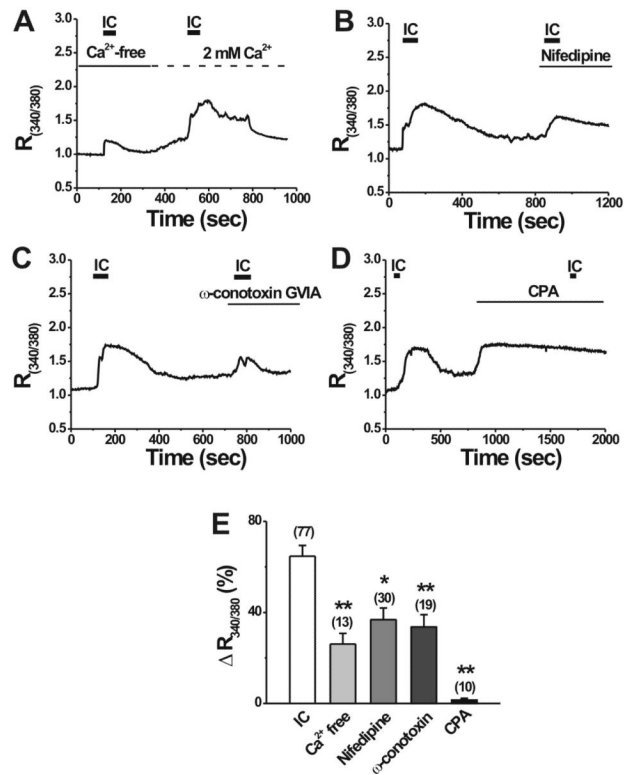 A
IC
IC
Ca²⁺-free
2 mM Ca²⁺
3.0
2.5
2.0
1.5
1.0
0.5
R(340/380)
0 200 400 600 800 1000
Time (sec)
B
IC
IC
Nifedipine
3.0
2.5
2.0
1.5
1.0
0.5
R(340/380)
0 400 800 1200
Time (sec)
C
IC
IC
ω-conotoxin GVIA
3.0
2.5
2.0
1.5
1.0
0.5
R(340/380)
0 200 400 600 800 1000
Time (sec)
D
IC
IC
CPA
3.0
2.5
2.0
1.5
1.0
0.5
R(340/380)
0 500 1000 1500 2000
Time (sec)
E
80
40
0
Δ R340/380 (%)
(77)
**
(13)
*
(30)
**
(19)
**
(10)
IC
Ca²⁺ free
Nifedipine
ω-conotoxin
CPA